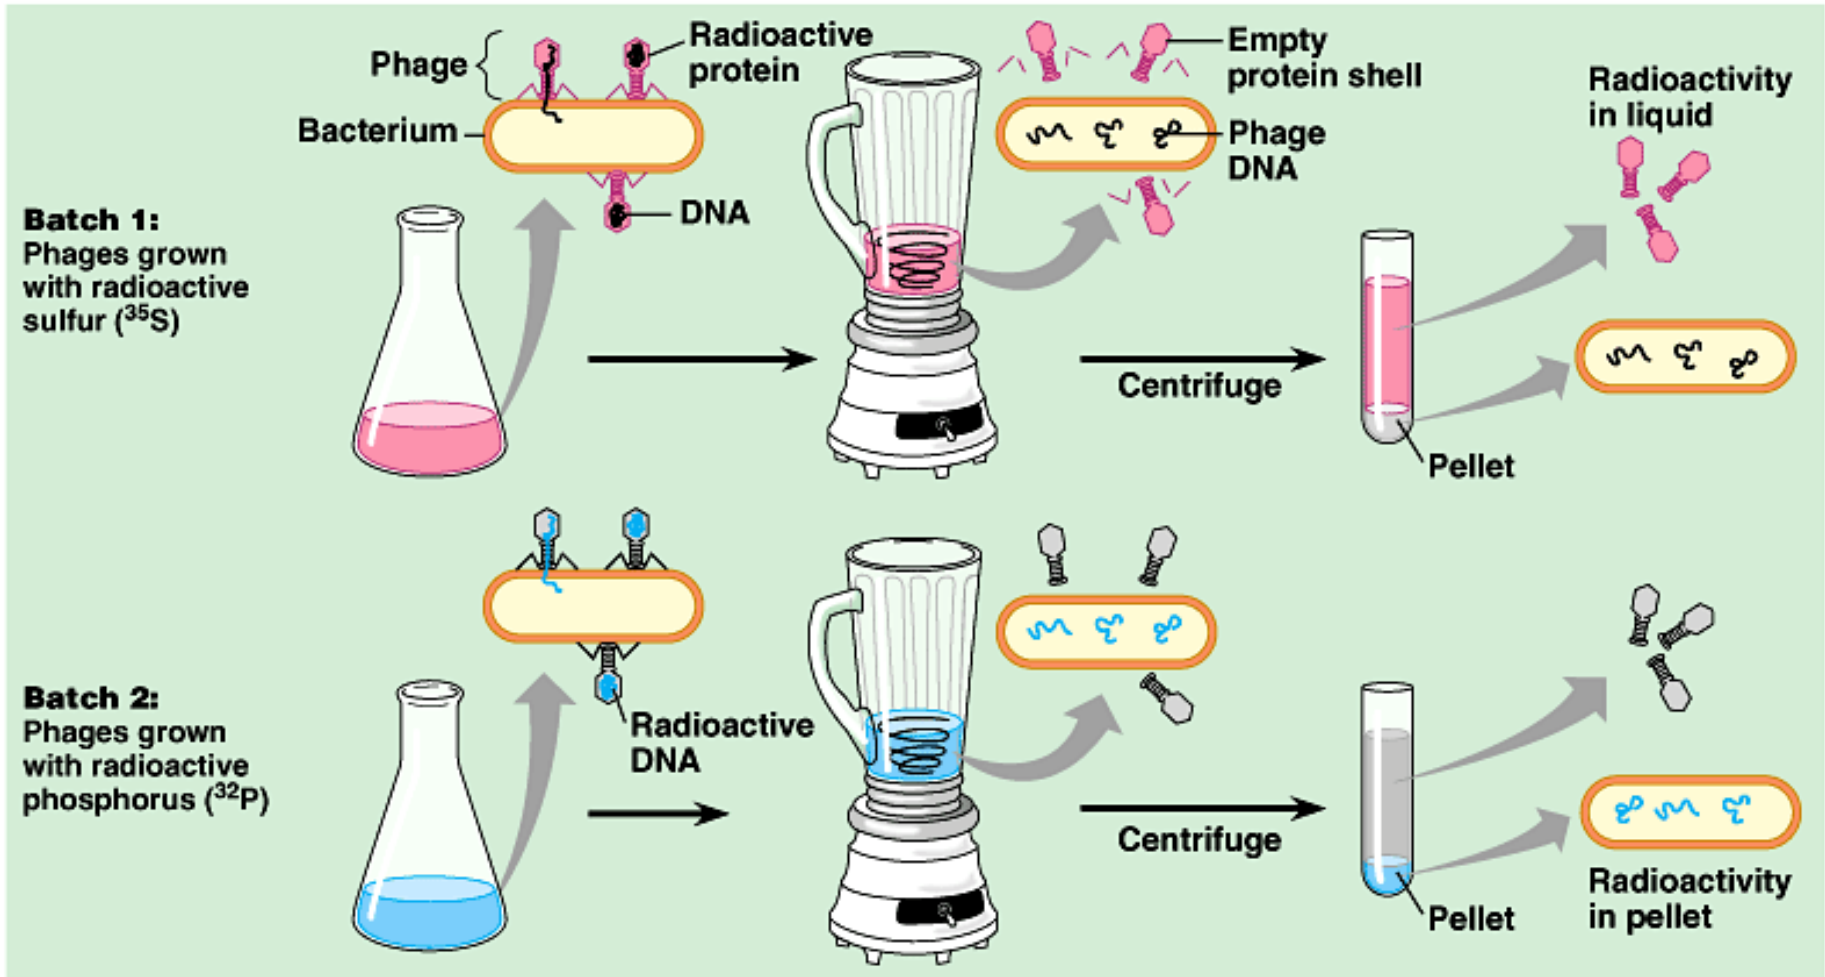 Phage
Radioactive
protein
Bacterium
DNA
Empty
protein shell
Phage
DNA
Radioactivity
in liquid
Batch 1:
Phages grown
with radioactive
sulfur (³⁵S)
Centrifuge
Pellet
Batch 2:
Phages grown
with radioactive
phosphorus (³²P)
Radioactive
DNA
Centrifuge
Pellet
Radioactivity
in pellet